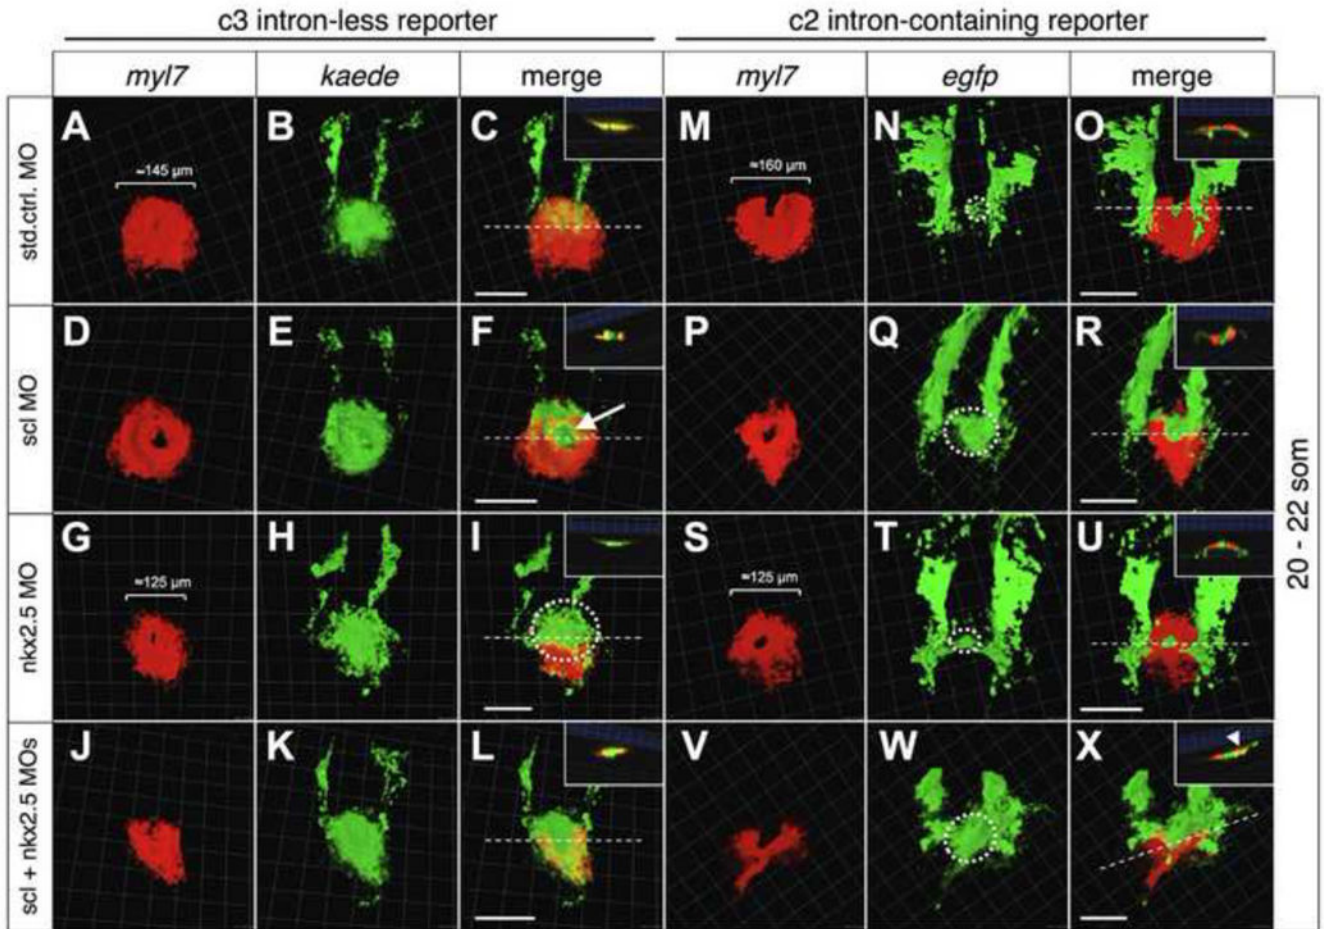 c3 intron-less reporter c2 intron-containing reporter
myl7 kaede merge myl7 egfp merge
std.ctrl. MO A ≈145 µm B C M ≈160 µm N O
scl MO D E F P Q R
nkx2.5 MO G ≈125 µm H I S ≈125 µm T U
scl + nkx2.5 MOs J K L V W X
20 - 22 som